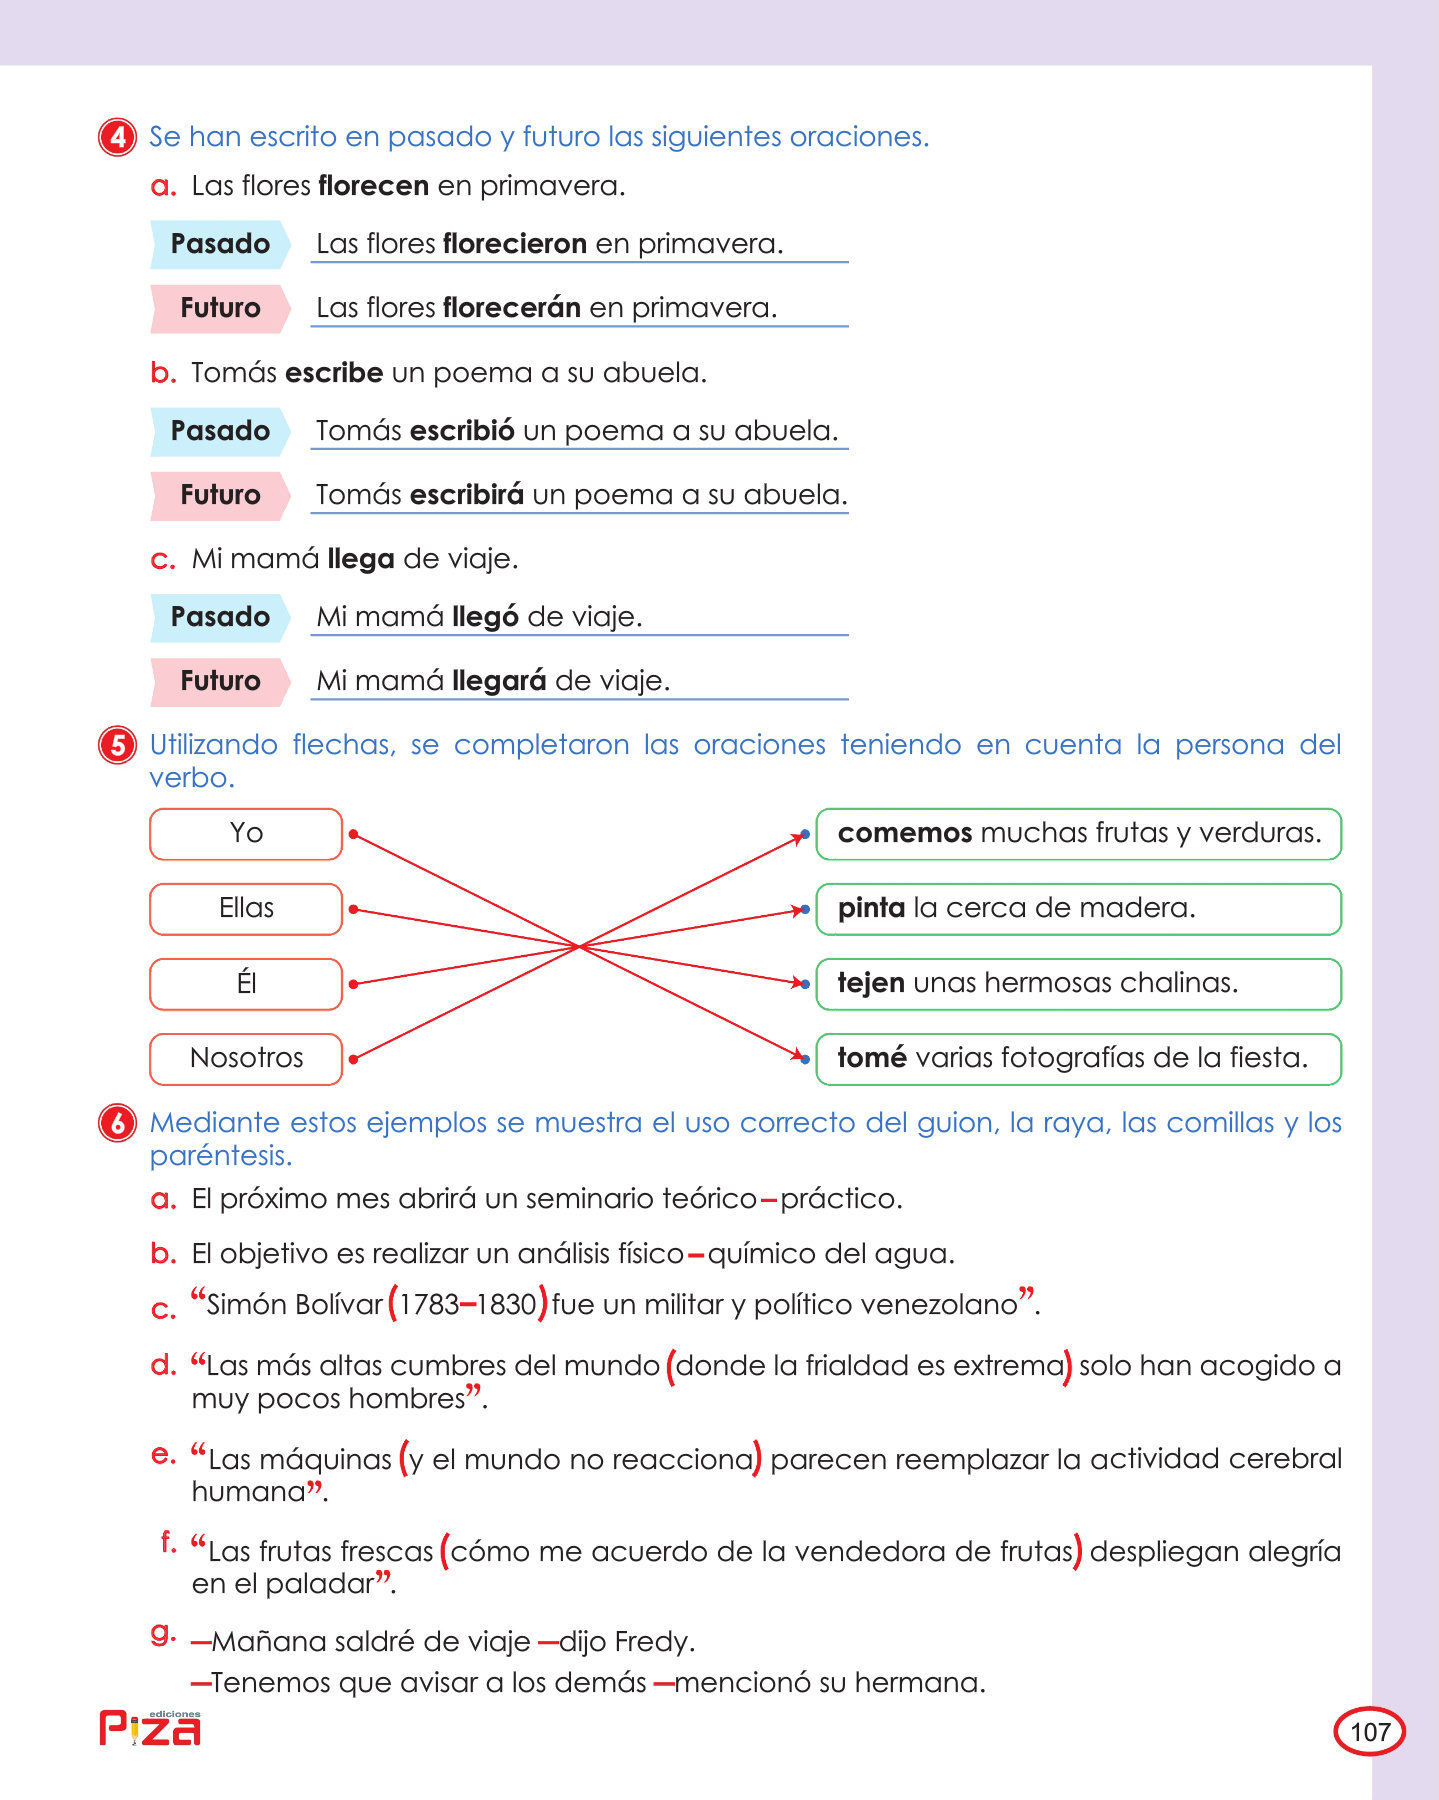 4 Se han escrito en pasado y futuro las siguientes oraciones.
a. Las flores florecen en primavera.
Pasado Las flores florecieron en primavera.
Futuro Las flores florecerán en primavera.
b. Tomás escribe un poema a su abuela.
Pasado Tomás escribió un poema a su abuela.
Futuro Tomás escribirá un poema a su abuela.
c. Mi mamá llega de viaje.
Pasado Mi mamá llegó de viaje.
Futuro Mi mamá llegará de viaje.
5 Utilizando flechas, se completaron las oraciones teniendo en cuenta la persona del
verbo.
Yo comemos muchas frutas y verduras.
Ellas pinta la cerca de madera.
Él tejen unas hermosas chalinas.
Nosotros tomé varias fotografías de la fiesta.
6 Mediante estos ejemplos se muestra el uso correcto del guion, la raya, las comillas y los
paréntesis.
a. El próximo mes abrirá un seminario teórico–práctico.
b. El objetivo es realizar un análisis físico–químico del agua.
c. “Simón Bolívar (1783–1830) fue un militar y político venezolano”.
d. “Las más altas cumbres del mundo (donde la frialdad es extrema) solo han acogido a
muy pocos hombres”.
e. “Las máquinas (y el mundo no reacciona) parecen reemplazar la actividad cerebral
humana”.
f. “Las frutas frescas (cómo me acuerdo de la vendedora de frutas) despliegan alegría
en el paladar”.
g. —Mañana saldré de viaje —dijo Fredy.
—Tenemos que avisar a los demás —mencionó su hermana.
ediciones
Piza
107